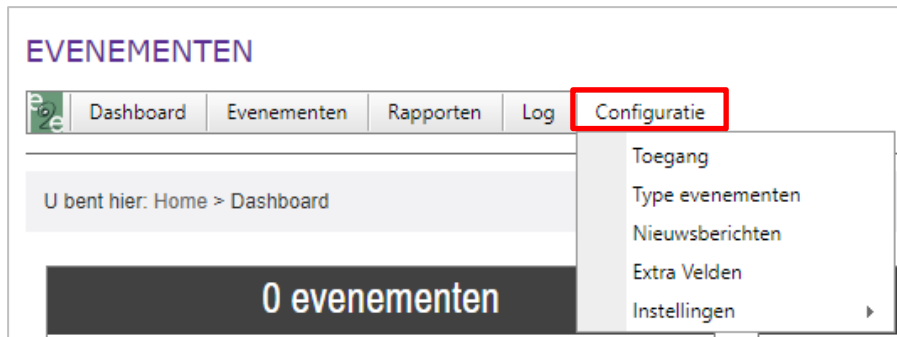 EVENEMENTEN
e2e Dashboard Evenementen Rapporten Log Configuratie
Toegang
Type evenementen
U bent hier: Home > Dashboard
Nieuwsberichten
Extra Velden
0 evenementen
Instellingen